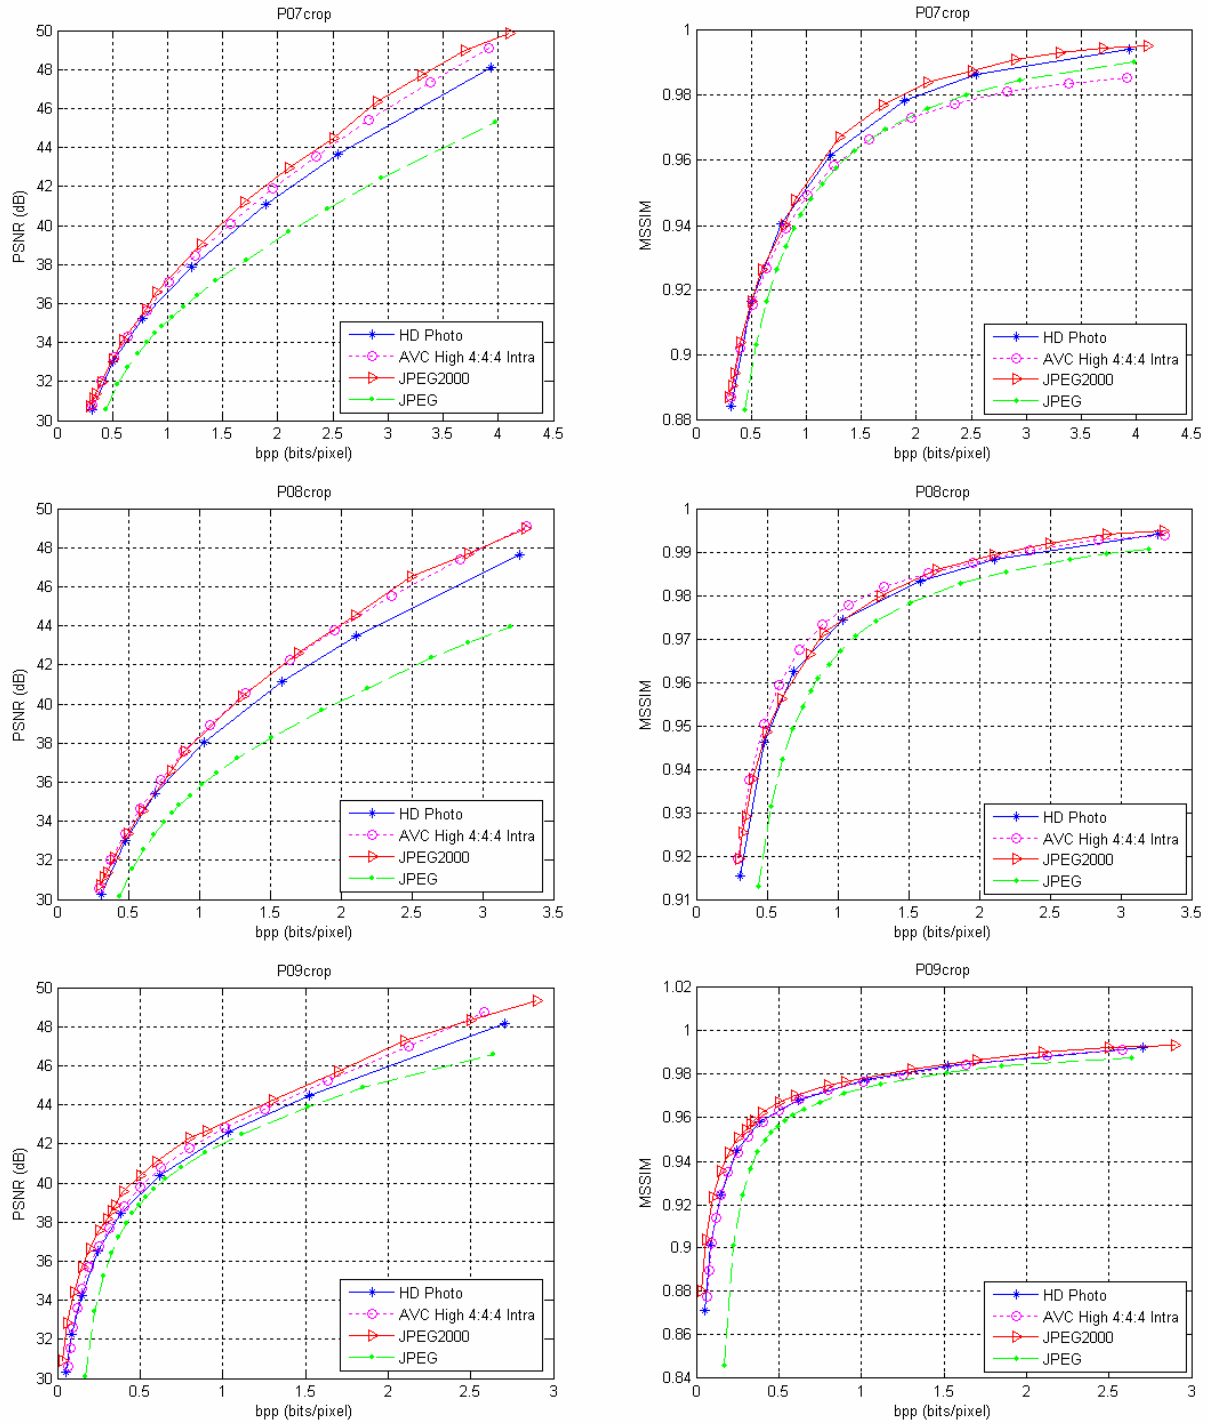 P07crop
50
48
46
44
42
40
38
36
34
32
30
PSNR (dB)
0 0.5 1 1.5 2 2.5 3 3.5 4 4.5
bpp (bits/pixel)
HD Photo
AVC High 4:4:4 Intra
JPEG2000
JPEG
P07crop
1
0.98
0.96
0.94
0.92
0.9
0.88
MSSIM
0 0.5 1 1.5 2 2.5 3 3.5 4 4.5
bpp (bits/pixel)
HD Photo
AVC High 4:4:4 Intra
JPEG2000
JPEG
P08crop
50
48
46
44
42
40
38
36
34
32
30
PSNR (dB)
0 0.5 1 1.5 2 2.5 3 3.5
bpp (bits/pixel)
HD Photo
AVC High 4:4:4 Intra
JPEG2000
JPEG
P08crop
1
0.99
0.98
0.97
0.96
0.95
0.94
0.93
0.92
0.91
MSSIM
0 0.5 1 1.5 2 2.5 3 3.5
bpp (bits/pixel)
HD Photo
AVC High 4:4:4 Intra
JPEG2000
JPEG
P09crop
50
48
46
44
42
40
38
36
34
32
30
PSNR (dB)
0 0.5 1 1.5 2 2.5 3
bpp (bits/pixel)
HD Photo
AVC High 4:4:4 Intra
JPEG2000
JPEG
P09crop
1.02
1
0.98
0.96
0.94
0.92
0.9
0.88
0.86
0.84
MSSIM
0 0.5 1 1.5 2 2.5 3
bpp (bits/pixel)
HD Photo
AVC High 4:4:4 Intra
JPEG2000
JPEG